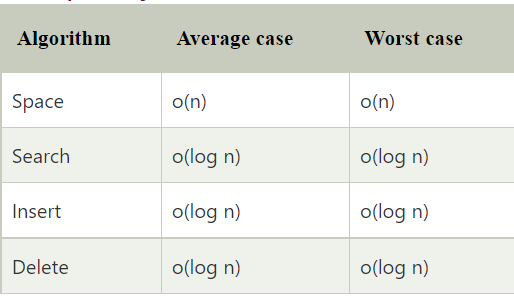 Algorithm Average case Worst case
Space o(n) o(n)
Search o(log n) o(log n)
Insert o(log n) o(log n)
Delete o(log n) o(log n)